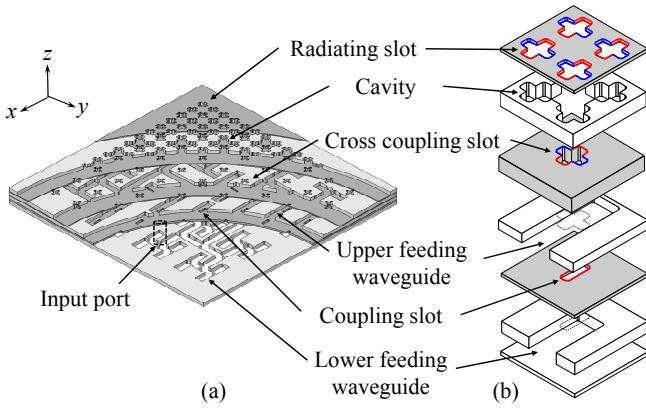 Radiating slot
z
Cavity
x
y
Cross coupling slot
Upper feeding
waveguide
Input port
Coupling slot
Lower feeding
waveguide
(a)
(b)